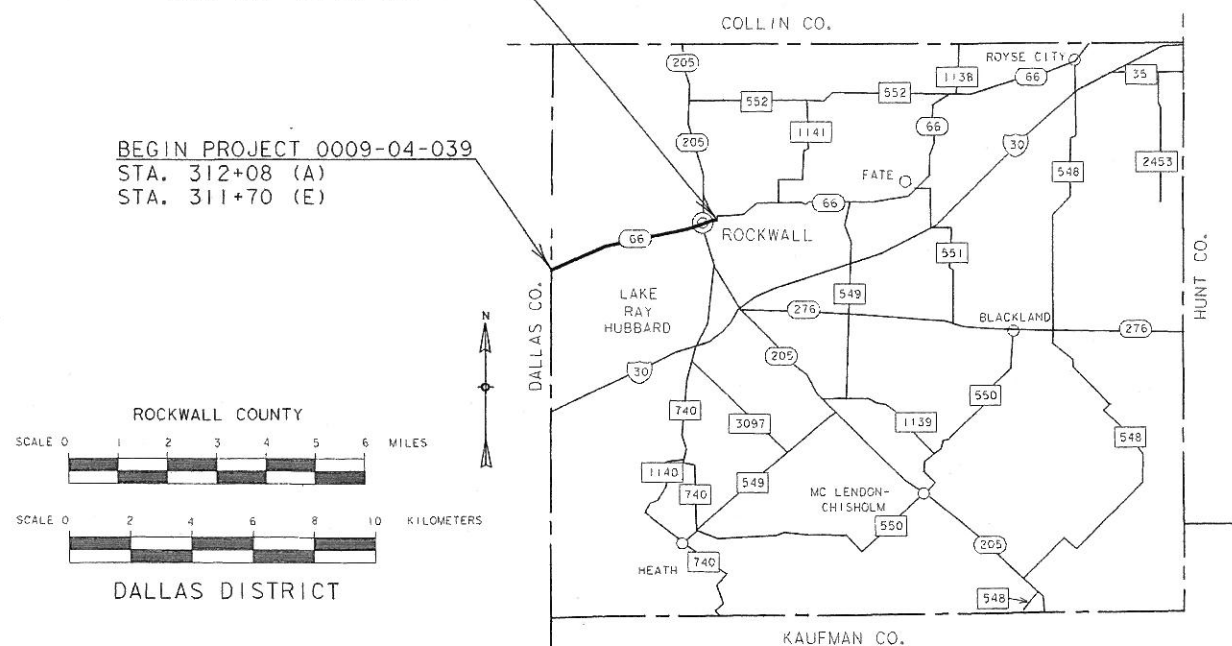 COLLIN CO.
205
1138
66
ROYSE CITY
35
552
552
1141
205
66
30
2453
548
BEGIN PROJECT 0009-04-039
STA. 312+08 (A)
STA. 311+70 (E)
FATE
66
66
ROCKWALL
551
HUNT CO.
LAKE
RAY
HUBBARD
549
276
BLACKLAND
276
N
DALLAS CO.
205
30
550
ROCKWALL COUNTY
SCALE 0 1 2 3 4 5 6 MILES
740
3097
1139
548
1140
740
549
MC LENDON-
CHISHOLM
SCALE 0 2 4 6 8 10 KILOMETERS
550
205
HEATH
740
DALLAS DISTRICT
548
KAUFMAN CO.